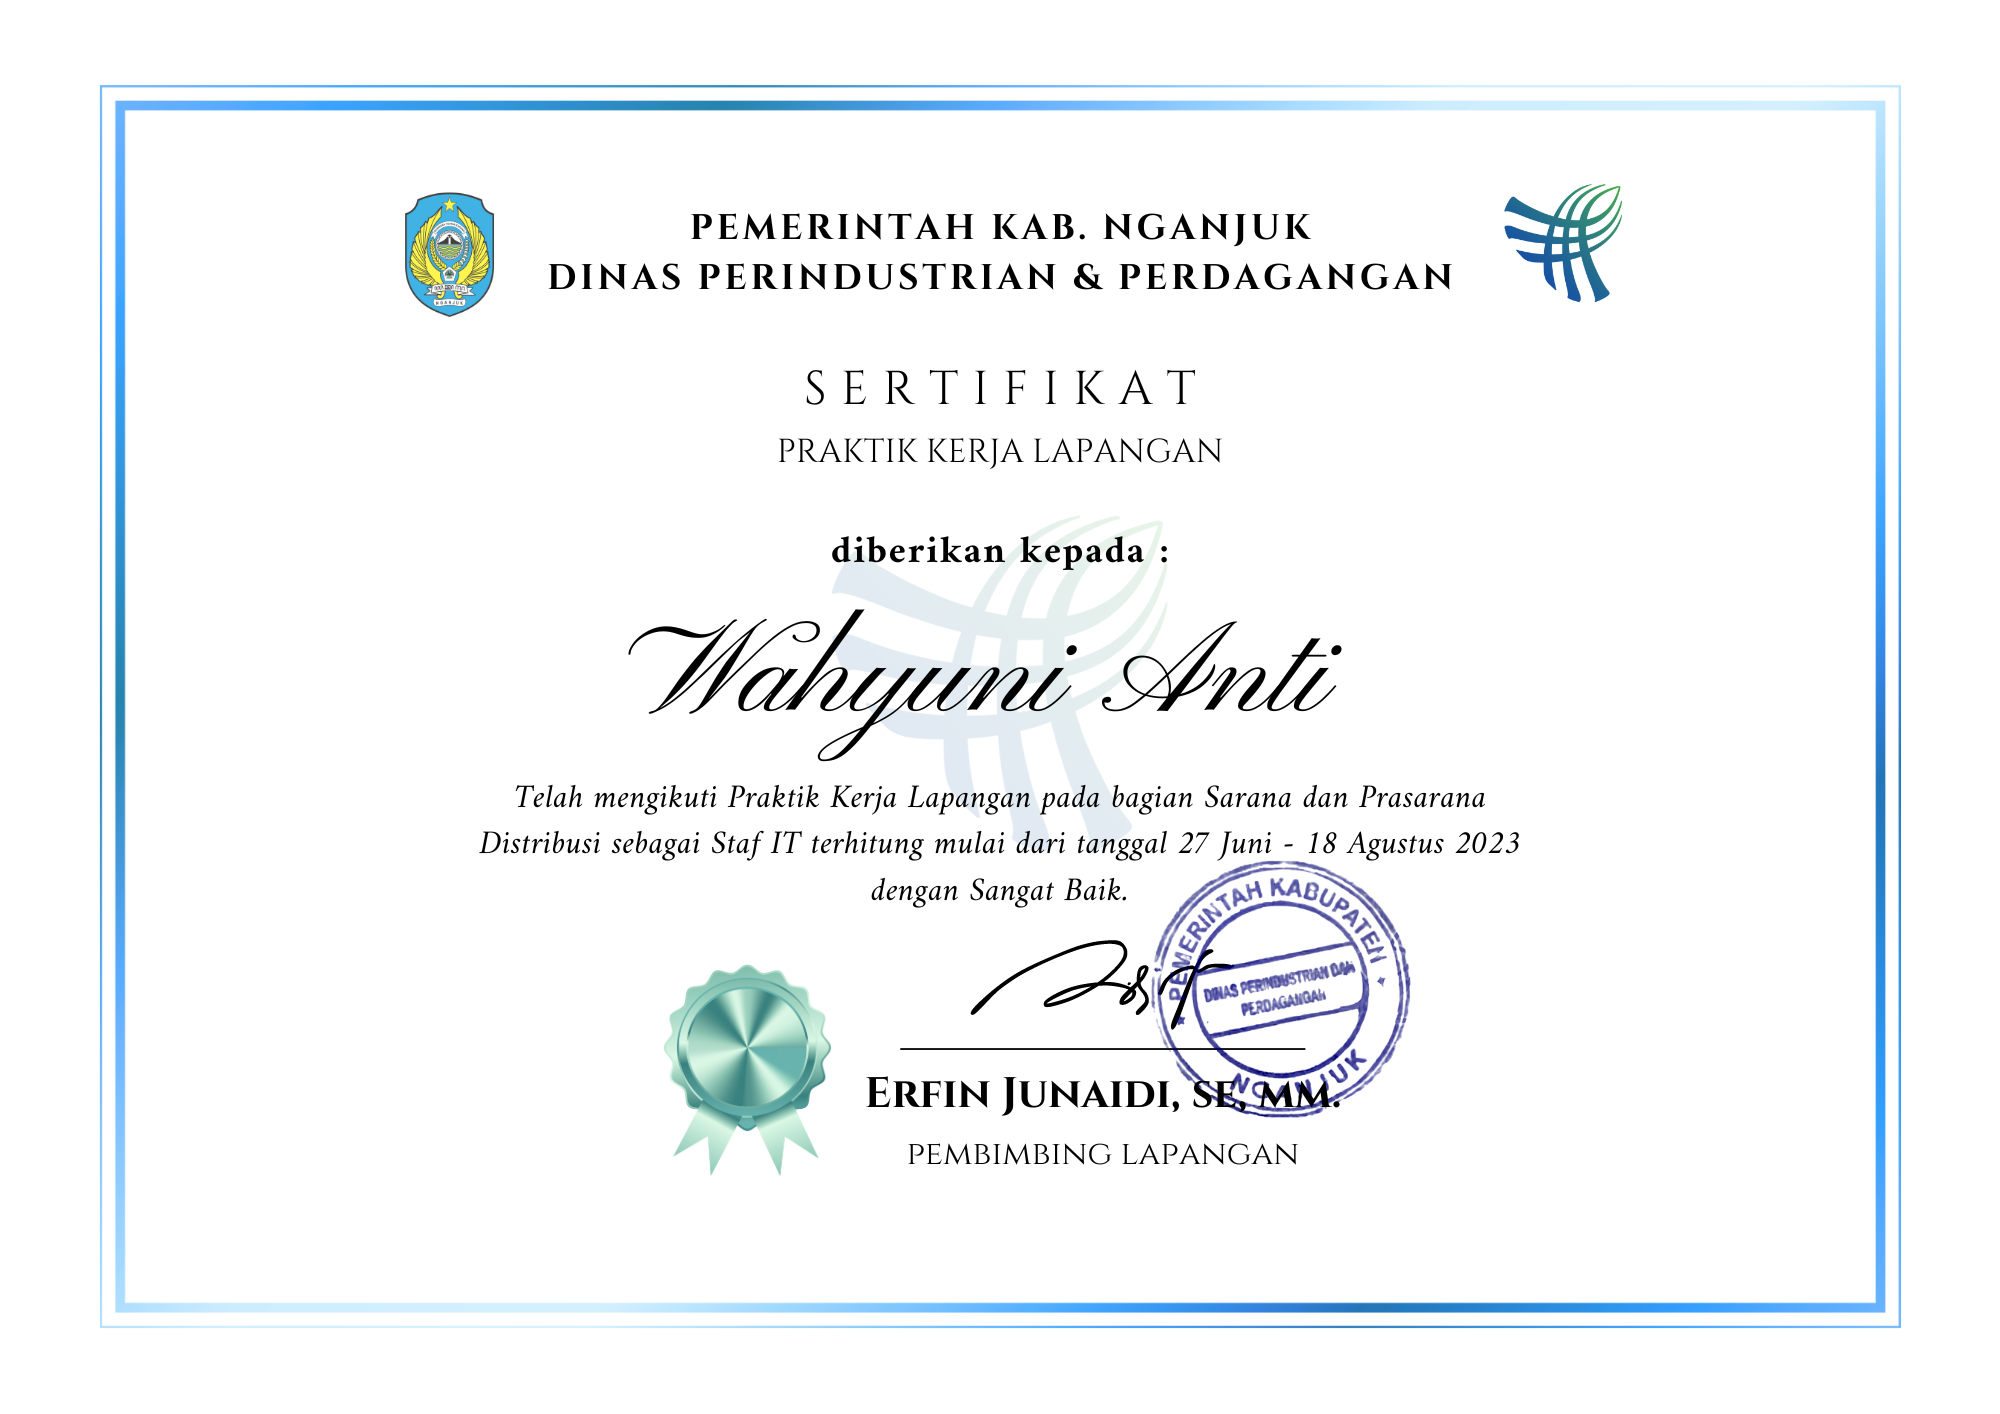 PEMERINTAH KAB. NGANJUK
DINAS PERINDUSTRIAN & PERDAGANGAN
NGANJUK
SERTIFIKAT
PRAKTIK KERJA LAPANGAN
diberikan kepada :
Wahyuni Anti
Telah mengikuti Praktik Kerja Lapangan pada bagian Sarana dan Prasarana
Distribusi sebagai Staf IT terhitung mulai dari tanggal 27 Juni - 18 Agustus 2023
dengan Sangat Baik.
PEMERINTAH KABUPATEN
DINAS PERINDUSTRIAN DAN
PERDAGANGAN
NGANJUK
ERFIN JUNAIDI, SE, MM.
PEMBIMBING LAPANGAN